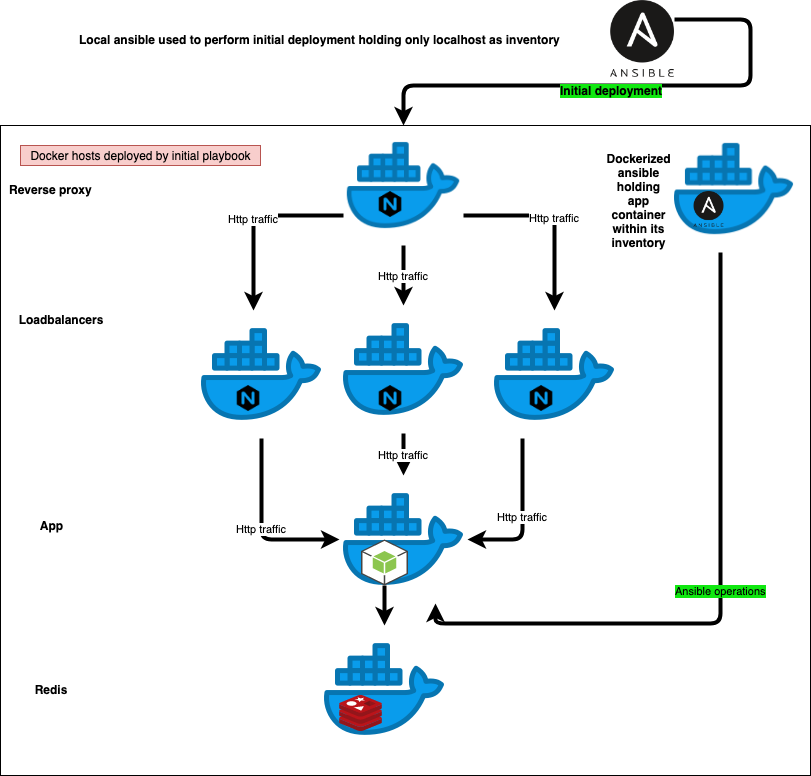 Local ansible used to perform initial deployment holding only localhost as inventory
ANSIBLE
Initial deployment
Docker hosts deployed by initial playbook
Dockerized
ansible
holding
app
container
within its
inventory
ANSIBLE
Reverse proxy
Http traffic
Http traffic
Http traffic
Loadbalancers
Http traffic
Http traffic
Http traffic
App
Ansible operations
Redis